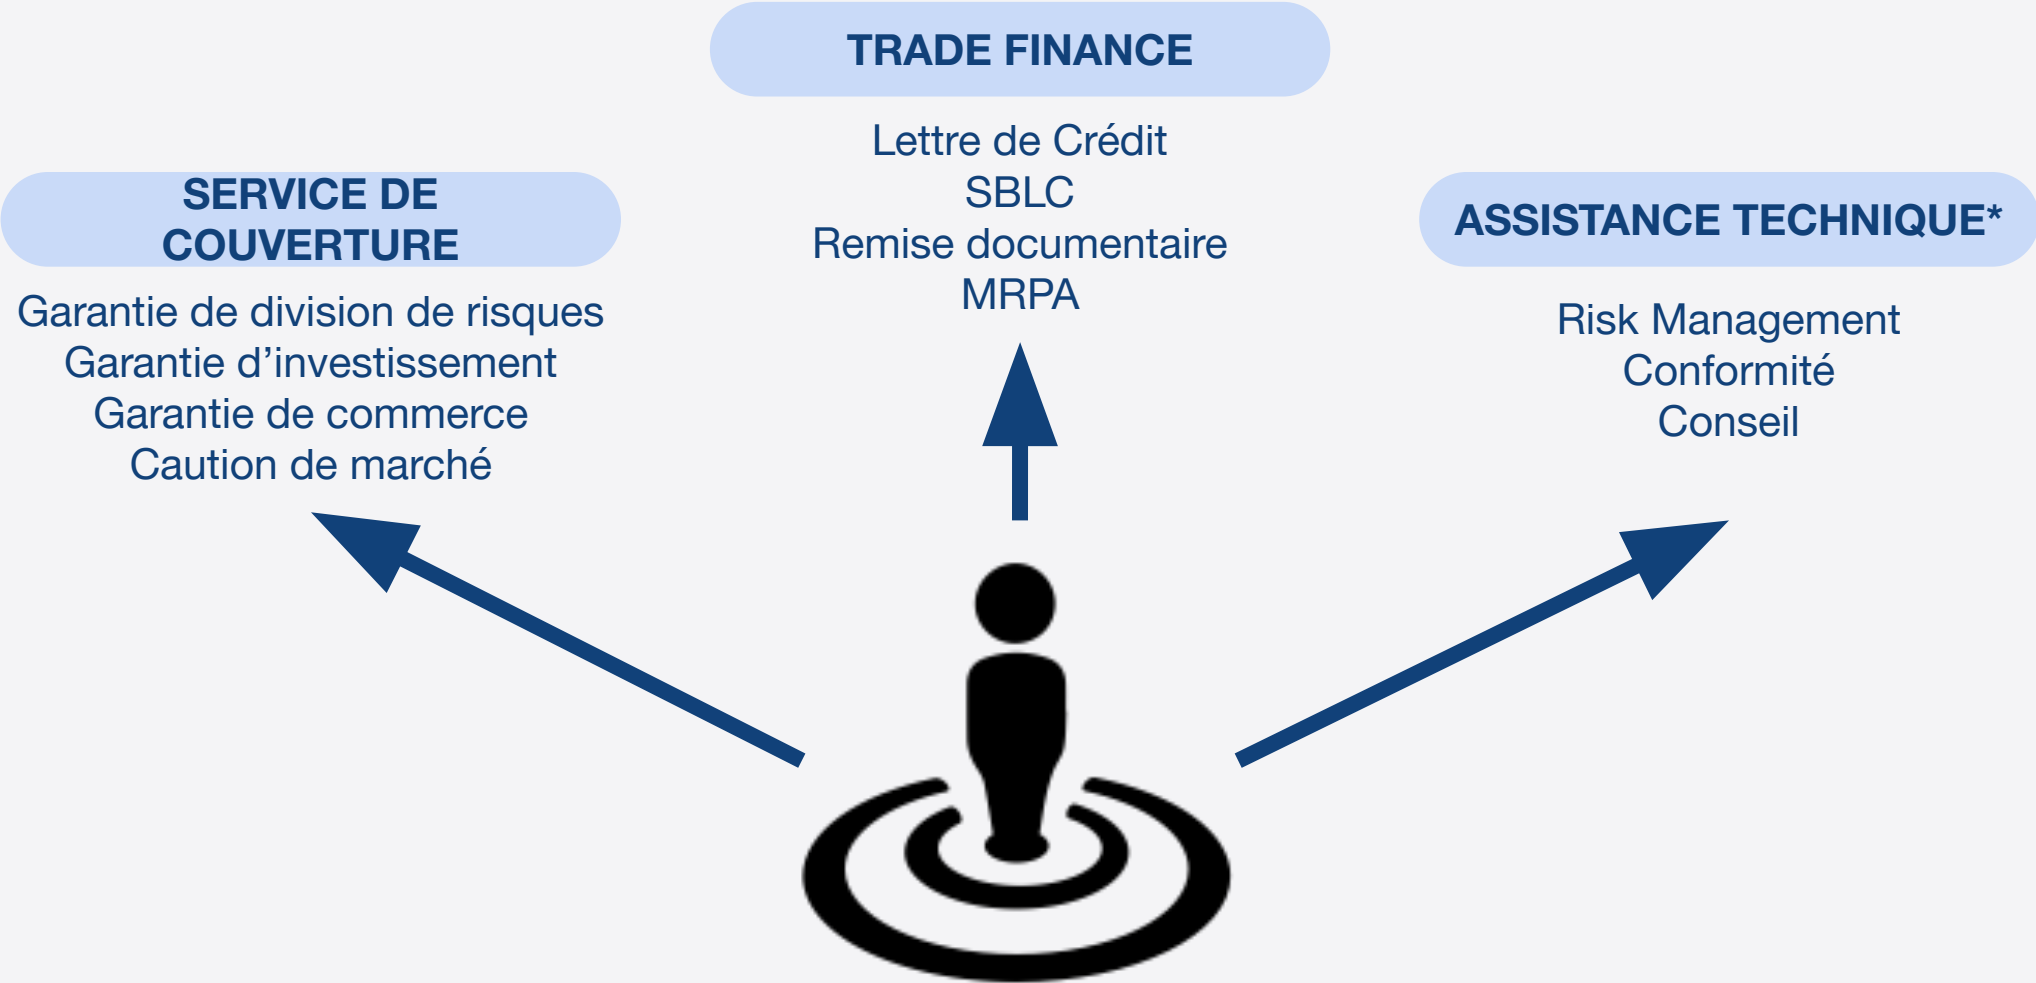 TRADE FINANCE
Lettre de Crédit
SBLC
Remise documentaire
MRPA
SERVICE DE
COUVERTURE
Garantie de division de risques
Garantie d’investissement
Garantie de commerce
Caution de marché
ASSISTANCE TECHNIQUE*
Risk Management
Conformité
Conseil